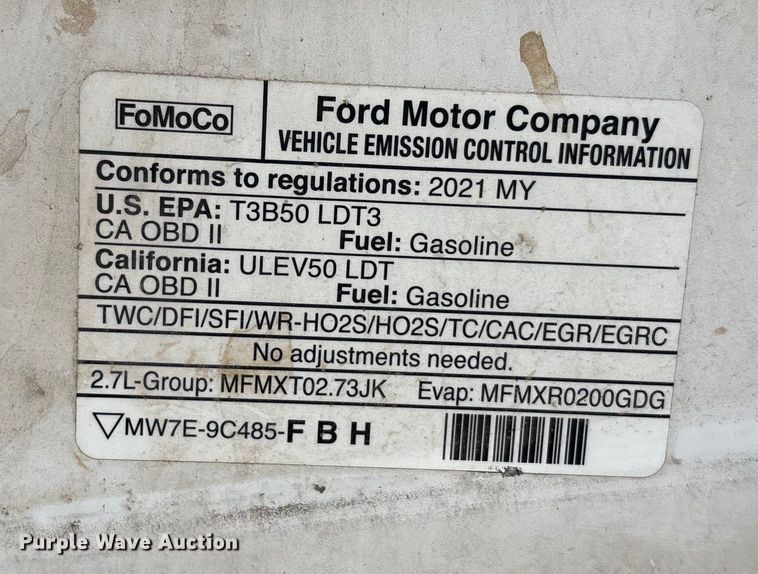 FoMoCo
Ford Motor Company
VEHICLE EMISSION CONTROL INFORMATION
Conforms to regulations: 2021 MY
U.S. EPA: T3B50 LDT3
CA OBD II Fuel: Gasoline
California: ULEV50 LDT
CA OBD II Fuel: Gasoline
TWC/DFI/SFI/WR-HO2S/HO2S/TC/CAC/EGR/EGRC
No adjustments needed.
2.7L-Group: MFMXT02.73JK Evap: MFMXR0200GDG
▽MW7E-9C485-F B H
Purple Wave Auction